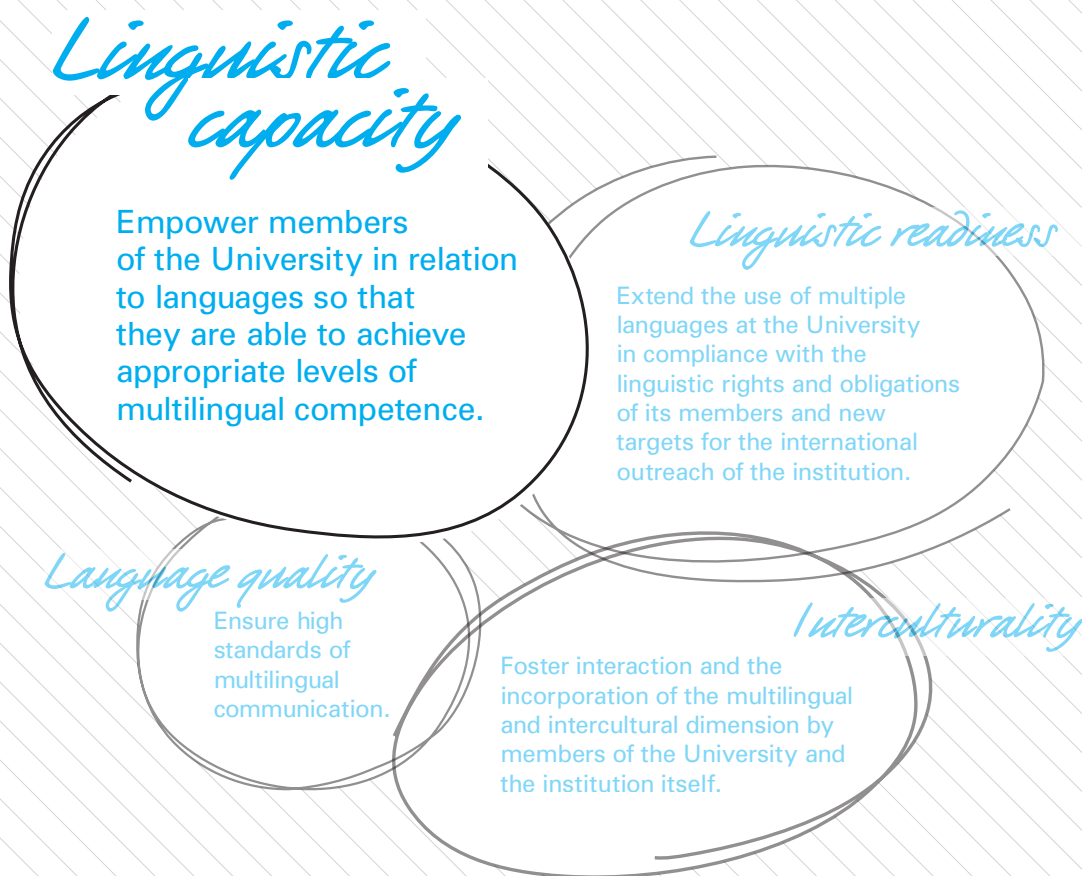 Linguistic
capacity
Empower members
of the University in relation
to languages so that
they are able to achieve
appropriate levels of
multilingual competence.
Linguistic readiness
Extend the use of multiple
languages at the University
in compliance with the
linguistic rights and obligations
of its members and new
targets for the international
outreach of the institution.
Language quality
Ensure high
standards of
multilingual
communication.
Interculturality
Foster interaction and the
incorporation of the multilingual
and intercultural dimension by
members of the University and
the institution itself.